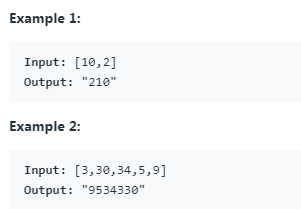 Example 1:
Input: [10,2]
Output: "210"
Example 2:
Input: [3,30,34,5,9]
Output: "9534330"